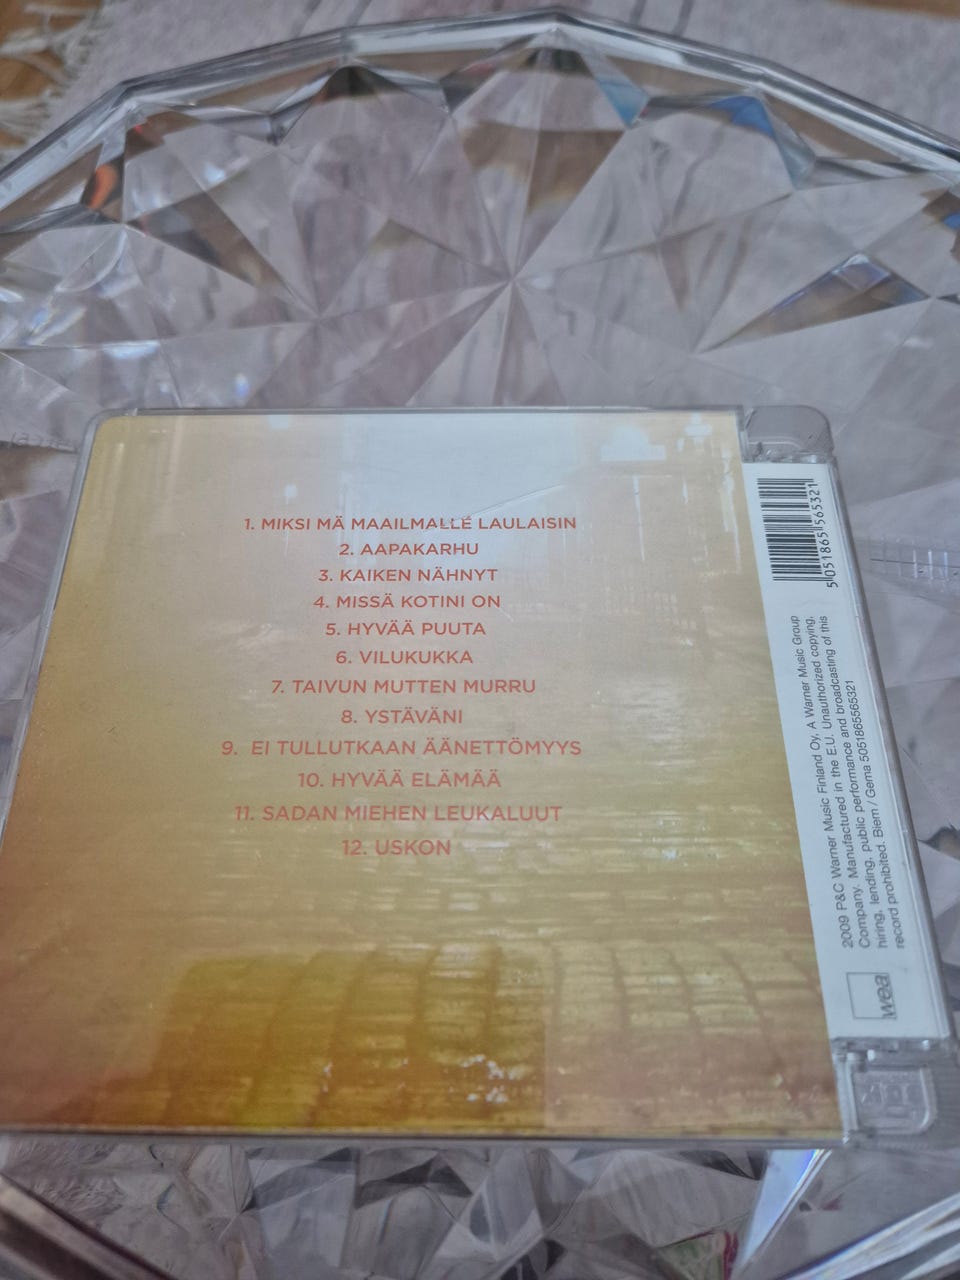 1. MIKSI MÄ MAAILMALLE LAULAISIN
2. AAPAKARHU
3. KAIKEN NÄHNYT
4. MISSÄ KOTINI ON
5. HYVÄÄ PUUTA
6. VILUKUKKA
7. TAIVUN MUTTEN MURRU
8. YSTÄVÄNI
9. EI TULLUTKAAN ÄÄNETTÖMYYS
10. HYVÄÄ ELÄMÄÄ
11. SADAN MIEHEN LEUKALUUT
12. USKON
5 051865 565321
2009 P&C Warner Music Finland Oy, A Warner Music Group
Company. Manufactured in the E.U. Unauthorized copying,
hiring, lending, public performance and broadcasting of this
record prohibited. Biem / Gema 5051865565321
wea